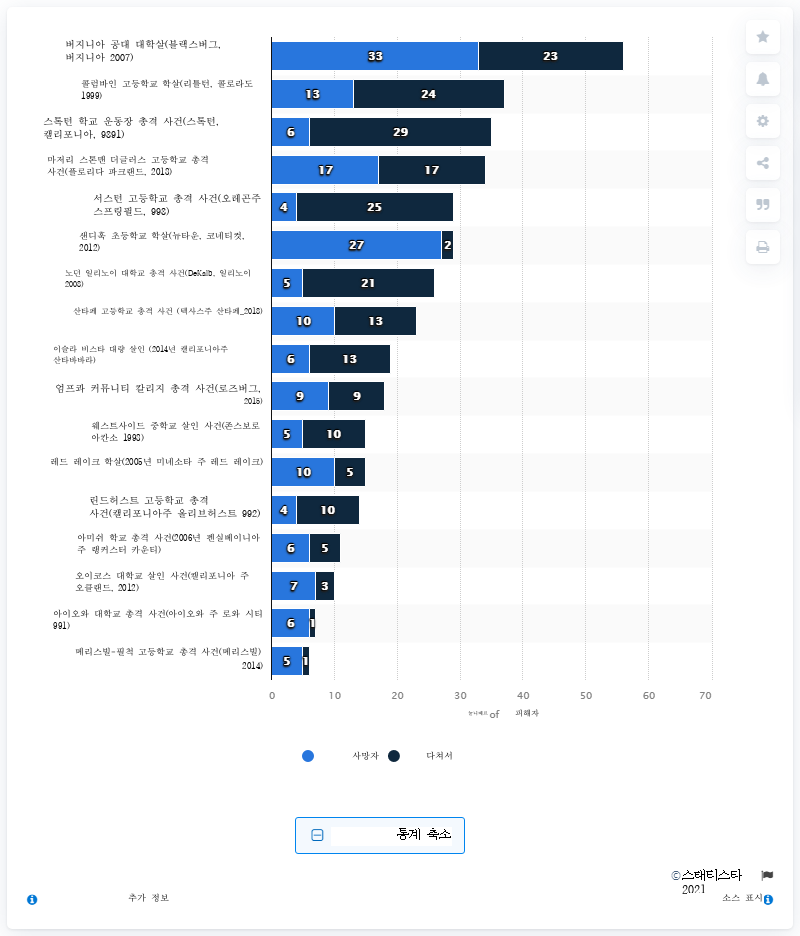 버지니아 공대 대학살(블랙스버그,
버지니아 2007)
33
23
콜럼바인 고등학교 학살(리틀턴, 콜로라도
1999)
13
24
스톡턴 학교 운동장 총격 사건(스톡턴,
캘리포니아, 9891)
6
29
마저리 스톤맨 더글러스 고등학교 총격
사건(플로리다 파크랜드, 2018)
17
17
서스턴 고등학교 총격 사건(오레곤주
스프링필드, 998)
4
25
샌디훅 초등학교 학살(뉴타운, 코네티컷,
2012)
27
2
노던 일리노이 대학교 총격 사건(DeKalb, 일리노이
2008)
5
21
산타페 고등학교 총격 사건 (텍사스주 산타페_2018)
10
13
이슬라 비스타 대량 살인 (2014년 캘리포니아주
산타바바라)
6
13
엄프콰 커뮤니티 칼리지 총격 사건(로즈버그,
2015)
9
9
웨스트사이드 중학교 살인 사건(존스보로
아칸소 1998)
5
10
레드 레이크 학살(2005년 미네소타 주 레드 레이크)
10
5
린드허스트 고등학교 총격
사건(캘리포니아주 올리브허스트 992)
4
10
아미쉬 학교 총격 사건(2006년 펜실베이니아
주 랭커스터 카운티)
6
5
오이코스 대학교 살인 사건(캘리포니아 주
오클랜드, 2012)
7
3
아이오와 대학교 총격 사건(아이오와 주 로와 시티
991)
6
1
메리스빌-필척 고등학교 총격 사건(메리스빌)
2014)
5
1
0 10 20 30 40 50 60 70
of 피해자
사망자 다쳐서
통계 축소
©스태티스타
2021
추가 정보
소스 표시